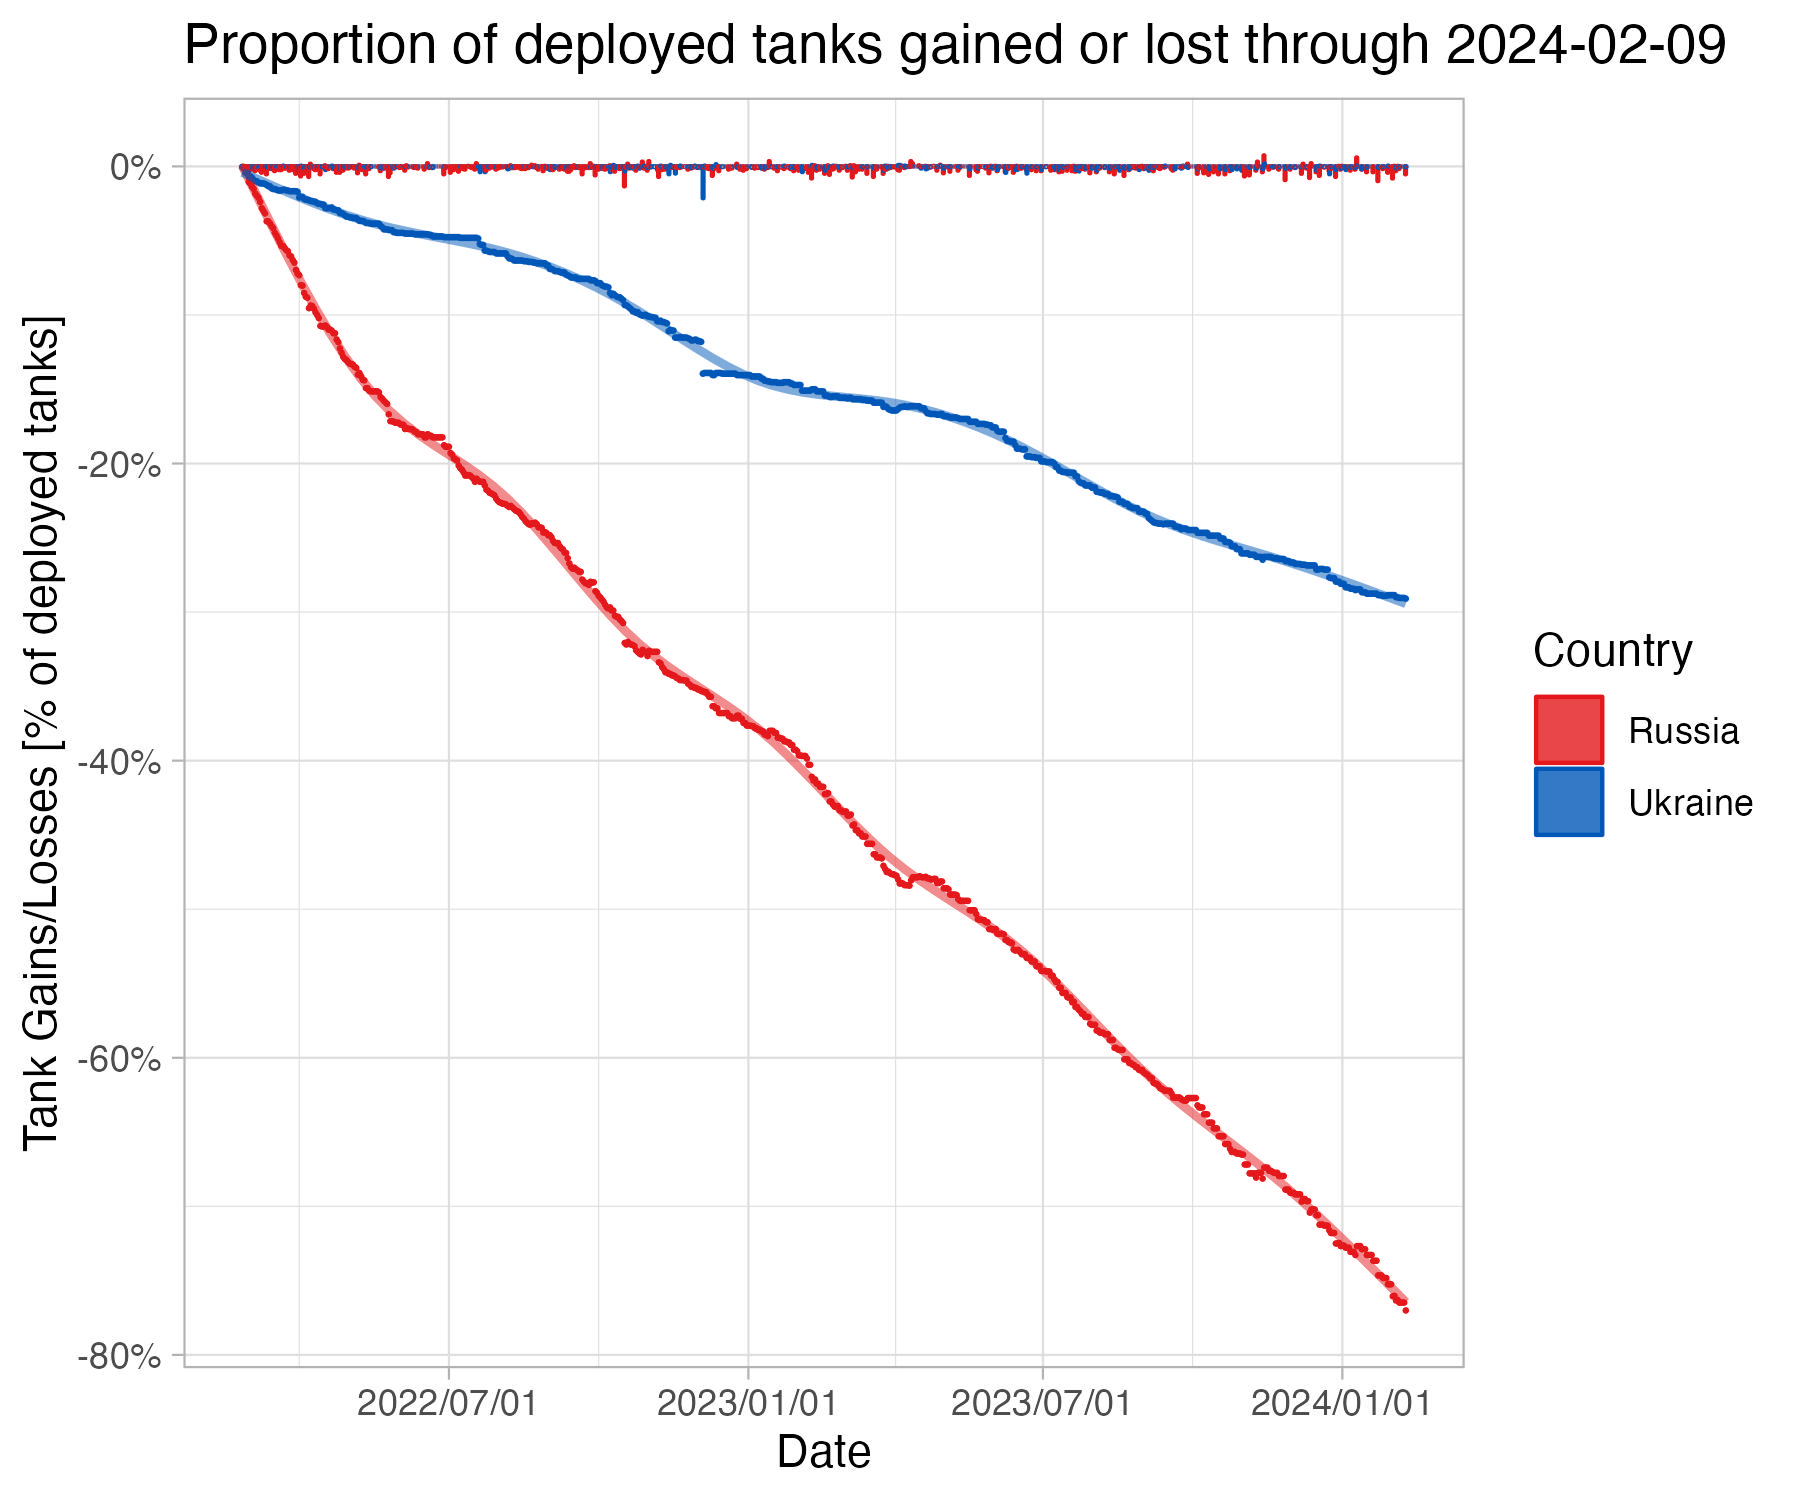 Proportion of deployed tanks gained or lost through 2024-02-09
Tank Gains/Losses [% of deployed tanks]
0%
-20%
-40%
-60%
-80%
2022/07/01
2023/01/01
2023/07/01
2024/01/01
Date
Country
Russia
Ukraine